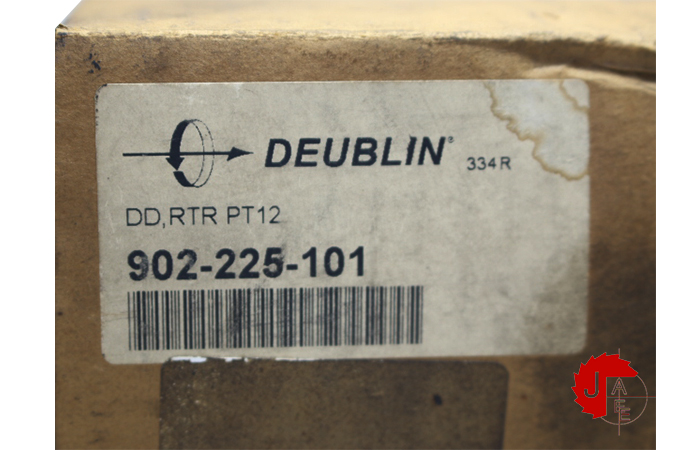 DEUBLIN®
334 R
DD,RTR PT12
902-225-101
J